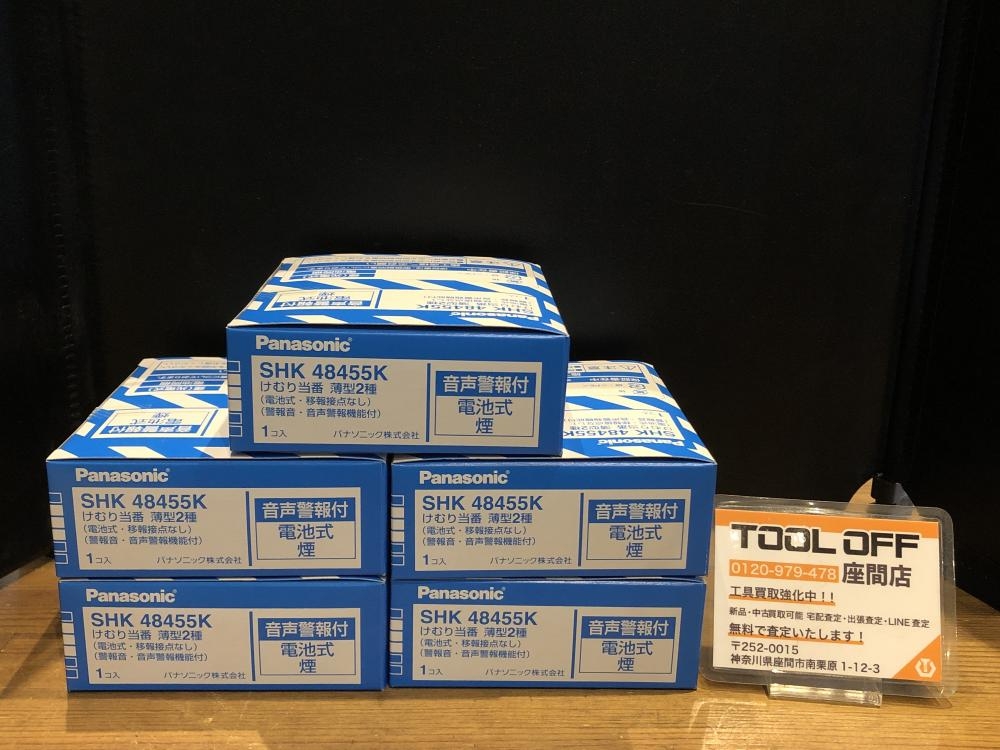 Panasonic
SHK 48455K
けむり当番 薄型2種
(電池式・移報接点なし)
(警報音・音声警報機能付)
1コ入
パナソニック株式会社
音声警報付
電池式
煙
SHK 48455K
音声警報付
電池式
Panasonic
SHK 48455K
けむり当番 薄型2種
(電池式・移報接点なし)
(警報音・音声警報機能付)
1コ入
パナソニック株式会社
音声警報付
電池式
煙
Panasonic
SHK 48455K
けむり当番 薄型2種
(電池式・移報接点なし)
(警報音・音声警報機能付)
1コ入
パナソニック株式会社
音声警報付
電池式
煙
SHK 48455K
Panasonic
SHK 48455K
けむり当番 薄型2種
(電池式・移報接点なし)
(警報音・音声警報機能付)
1コ入
パナソニック株式会社
音声警報付
電池式
煙
Panasonic
SHK 48455K
けむり当番 薄型2種
(電池式・移報接点なし)
(警報音・音声警報機能付)
1コ入
パナソニック株式会社
音声警報付
電池式
煙
TOOL OFF
0120-979-478 座間店
工具買取強化中!!
新品・中古買取可能 宅配査定・出張査定・LINE査定
無料で査定いたします!
〒252-0015
神奈川県座間市南栗原 1-12-3